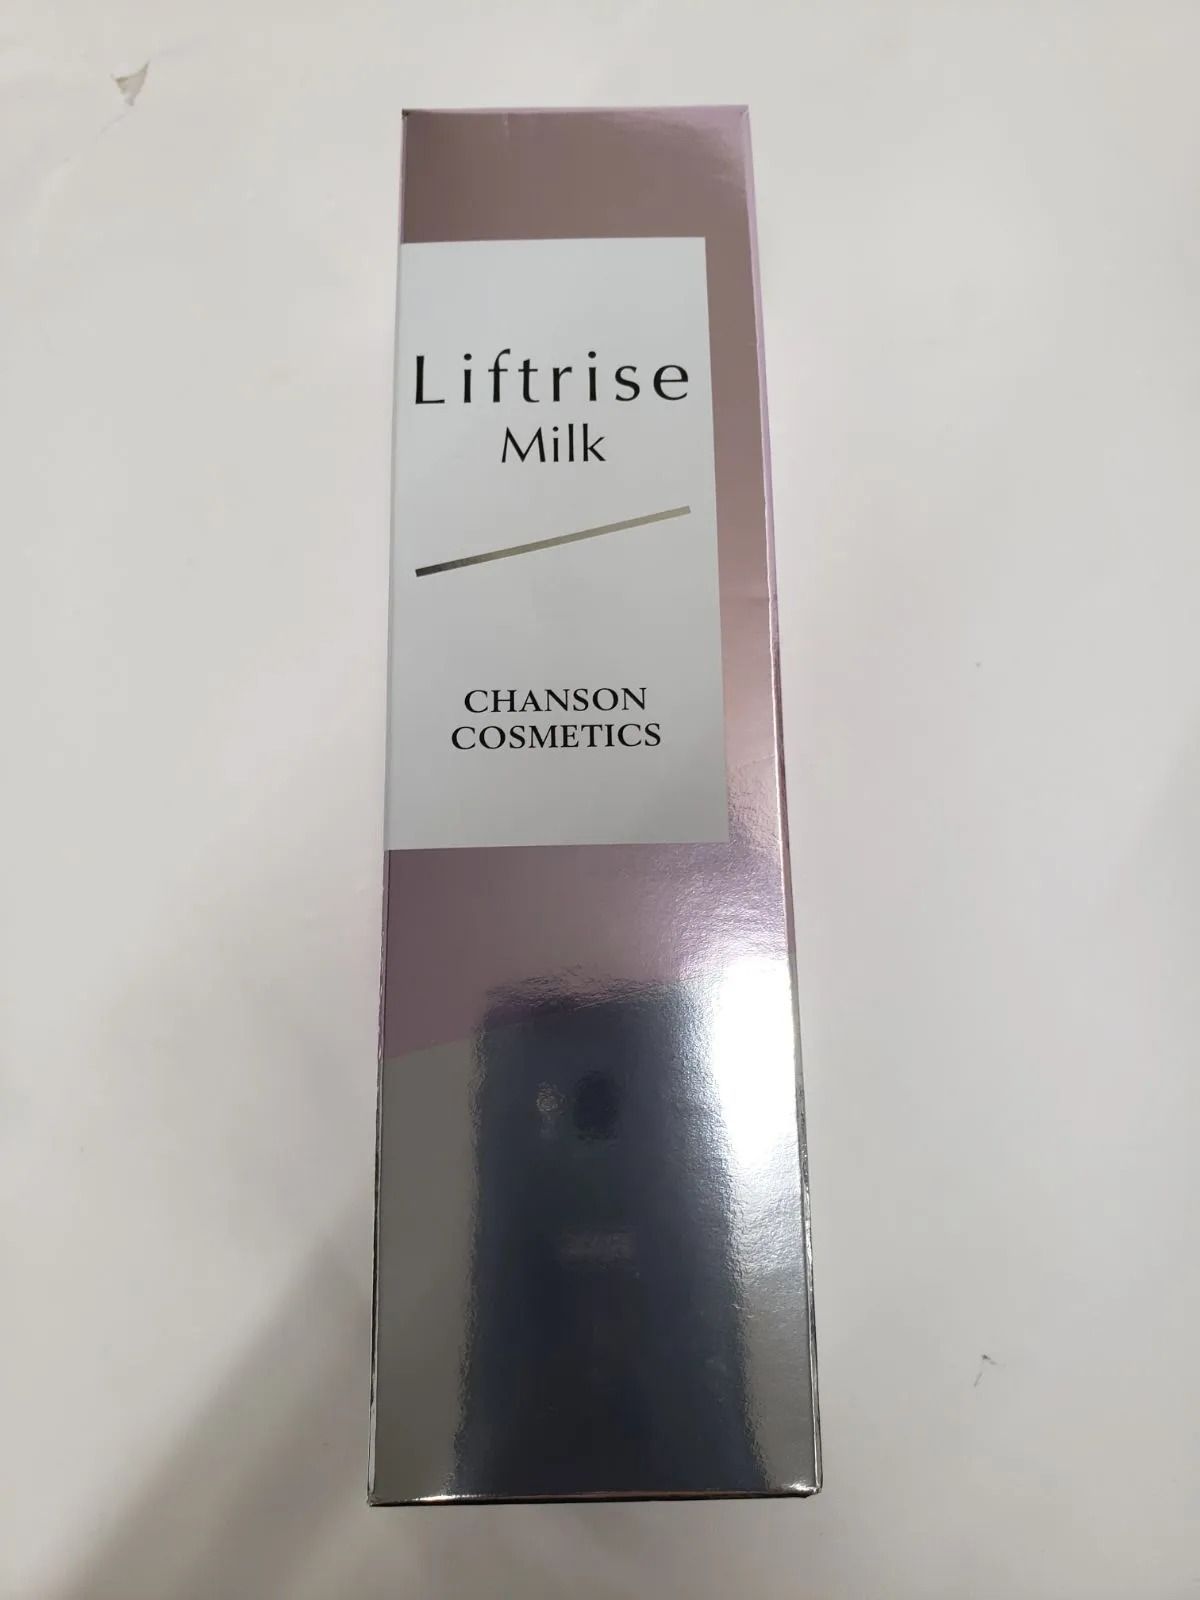 Liftrise
Milk
CHANSON
COSMETICS